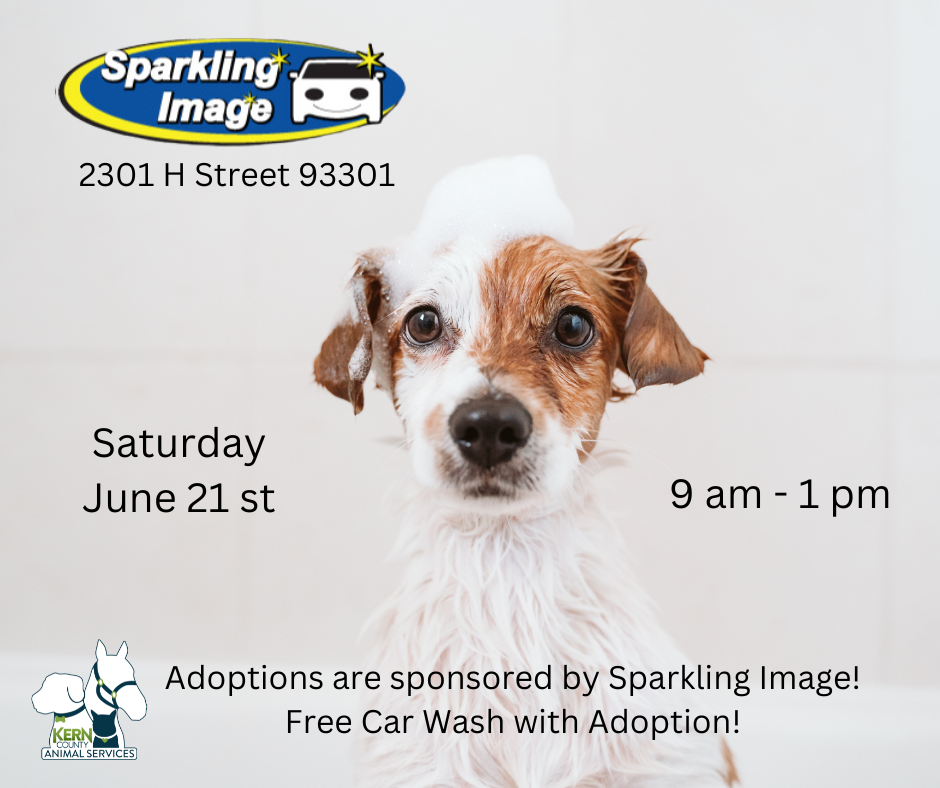 Sparkling
Image
2301 H Street 93301
Saturday
June 21 st
9 am - 1 pm
Adoptions are sponsored by Sparkling Image!
Free Car Wash with Adoption!
KERN
COUNTY
ANIMAL SERVICES